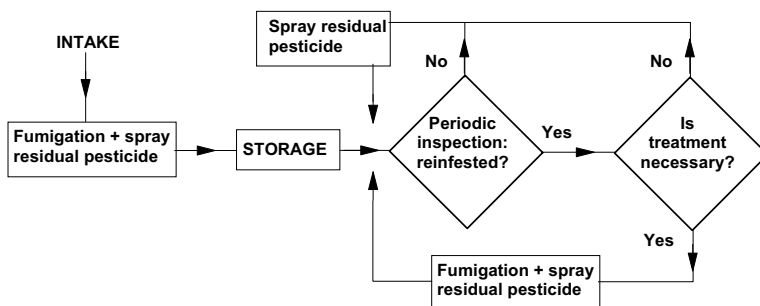 INTAKE
Fumigation + spray
residual pesticide
STORAGE
Spray residual
pesticide
No
Periodic
inspection:
reinfested?
Yes
No
Is
treatment
necessary?
Yes
Fumigation + spray
residual pesticide